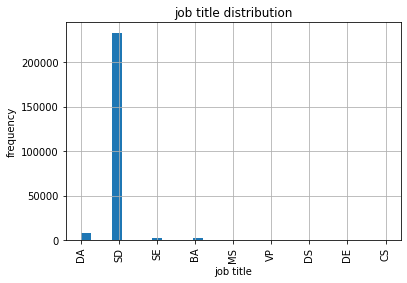 job title distribution
frequency
200000
150000
100000
50000
0
DA SD SE BA MS VP DS DE CS
job title